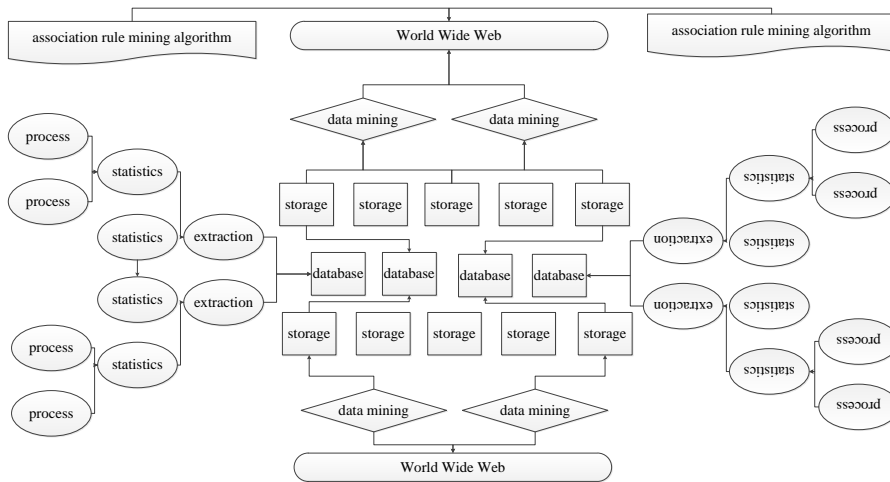 association rule mining algorithm
World Wide Web
association rule mining algorithm
data mining
data mining
process
process
statistics
statistics
process
process
storage
storage
storage
storage
storage
statistics
extraction
extraction
statistics
database
database
database
database
statistics
extraction
extraction
statistics
storage
storage
storage
storage
storage
process
process
statistics
statistics
process
process
data mining
data mining
World Wide Web